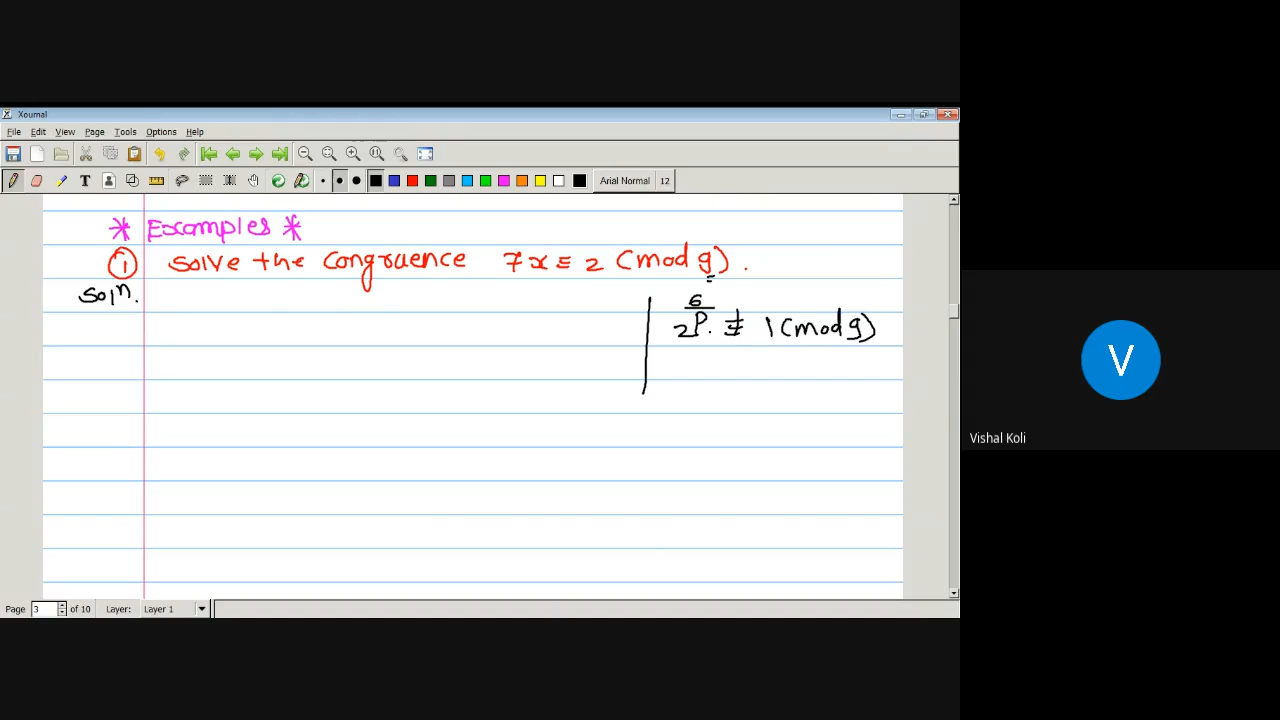 Xournal
File Edit View Page Tools Options Help
Arial Normal 12
* Examples *
① Solve the Congruence 7x ≡ 2 (mod 9).
Soln.
6
2P. ≢ 1 (mod 9)
V
Vishal Koli
Page 3 of 10 Layer: Layer 1